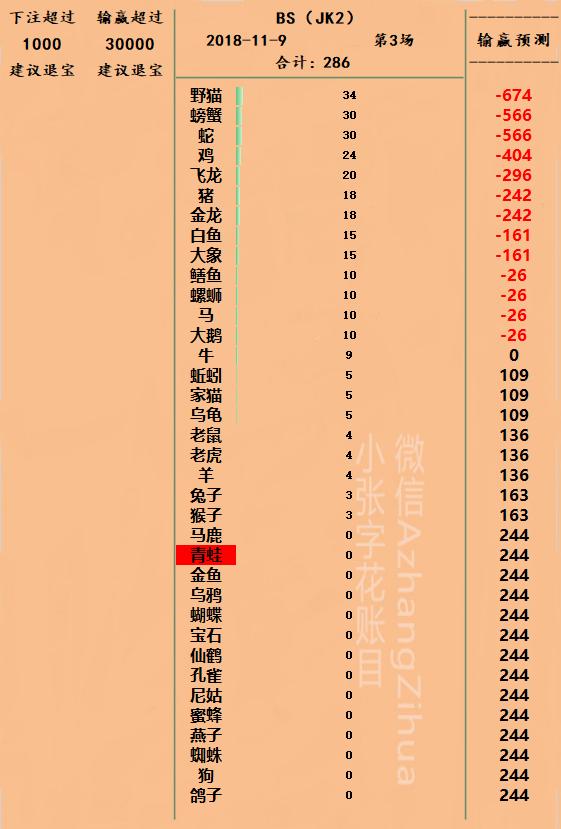 下注超过 输赢超过
1000 30000
建议退宝 建议退宝
BS（JK2）
2018-11-9 第3场
合计：286
输赢预测
野猫 34 -674
螃蟹 30 -566
蛇 30 -566
鸡 24 -404
飞龙 20 -296
猪 18 -242
金龙 18 -242
白鱼 15 -161
大象 15 -161
鳝鱼 10 -26
螺蛳 10 -26
马 10 -26
大鹅 10 -26
牛 9 0
蚯蚓 5 109
家猫 5 109
乌龟 5 109
老鼠 4 136
老虎 4 136
羊 4 136
兔子 3 163
猴子 3 163
马鹿 0 244
青蛙 0 244
金鱼 0 244
乌鸦 0 244
蝴蝶 0 244
宝石 0 244
仙鹤 0 244
孔雀 0 244
尼姑 0 244
蜜蜂 0 244
燕子 0 244
蜘蛛 0 244
狗 0 244
鸽子 0 244
微信Azhangzihua
小张字花账目